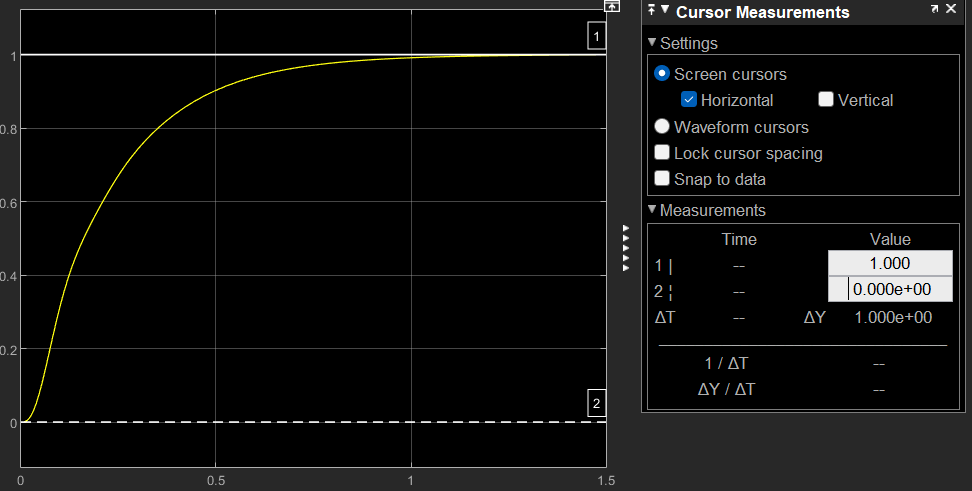 1
1
0.8
0.6
0.4
0.2
2
0
0
0.5
1
1.5
Cursor Measurements
Settings
Screen cursors
Horizontal Vertical
Waveform cursors
Lock cursor spacing
Snap to data
Measurements
Time Value
1 | -- 1.000
2 ¦ -- 0.000e+00
ΔT -- ΔY 1.000e+00
1 / ΔT --
ΔY / ΔT --